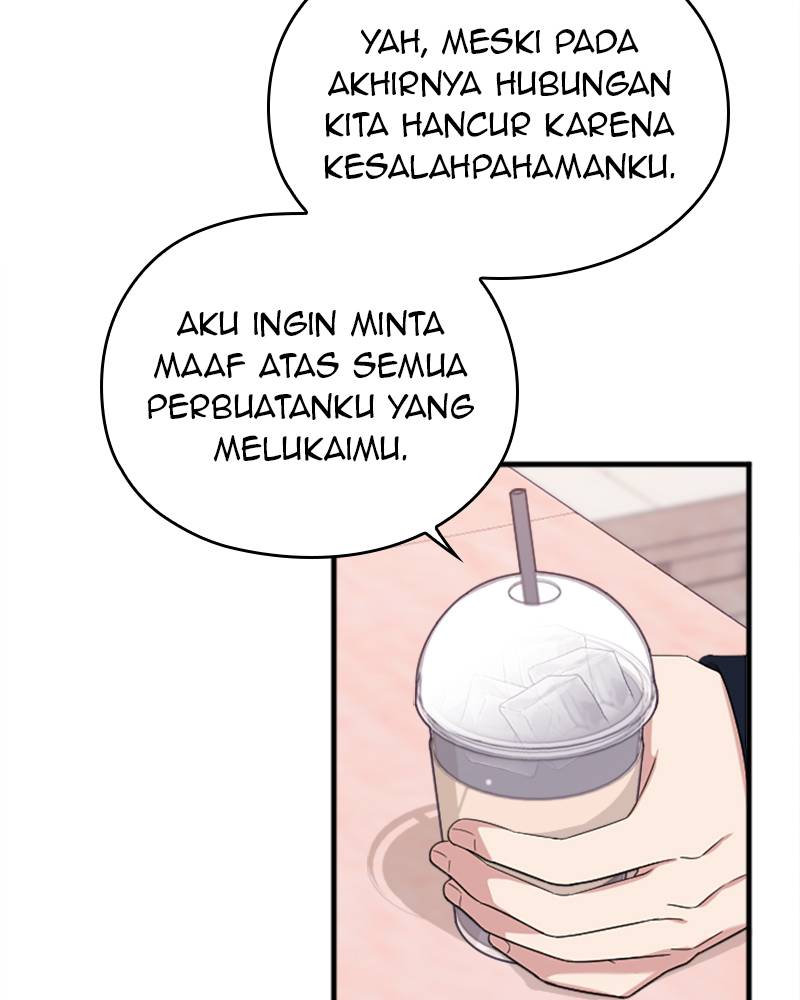 YAH, MESKI PADA
AKHIRNYA HUBUNGAN
KITA HANCUR KARENA
KESALAHPAHAMANKU.
AKU INGIN MINTA
MAAF ATAS SEMUA
PERBUATANKU YANG
MELUKAIMU.